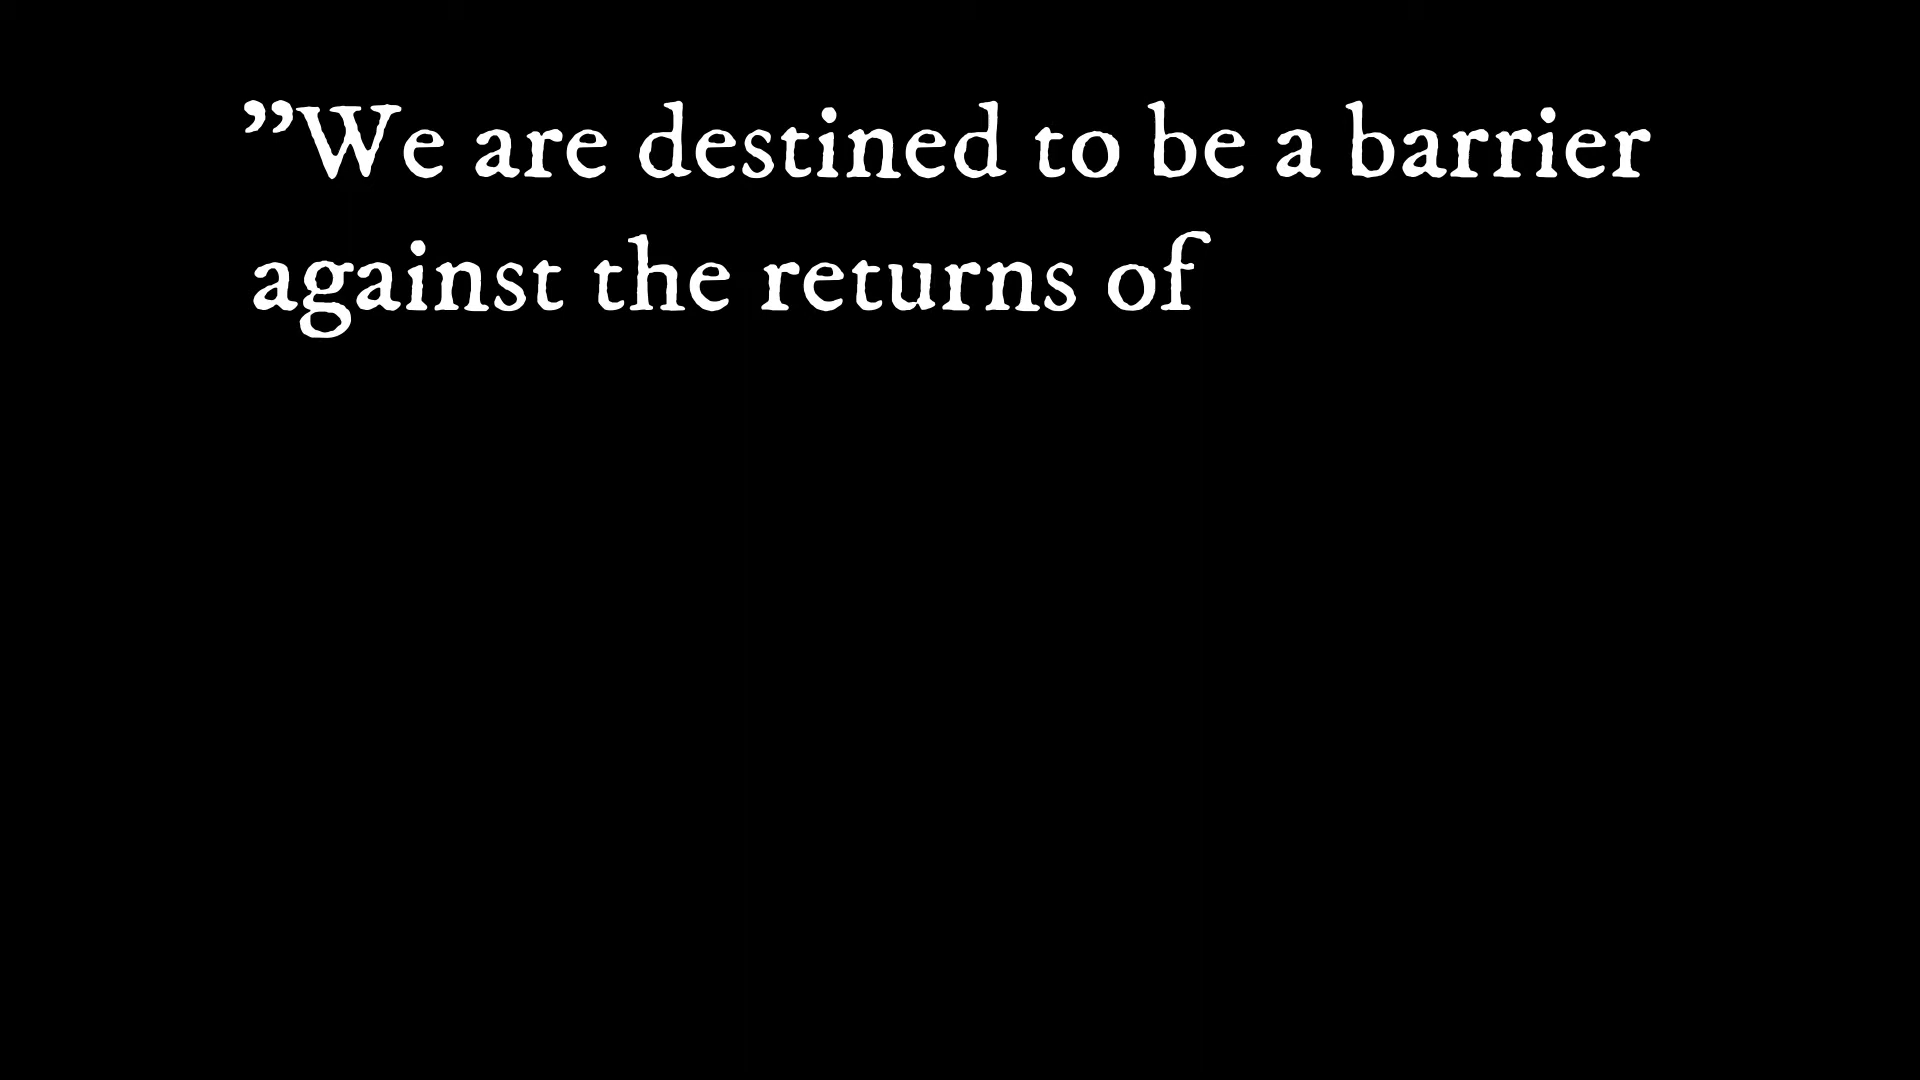 ”We are destined to be a barrier
against the returns of